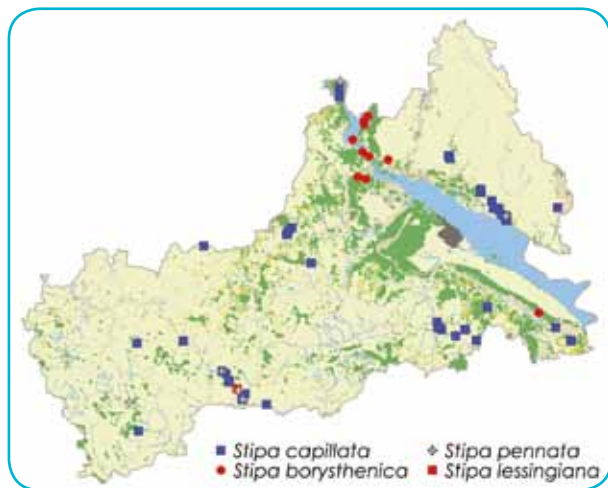 Stipa capillata
Stipa pennata
Stipa borysthenica
Stipa lessingiana